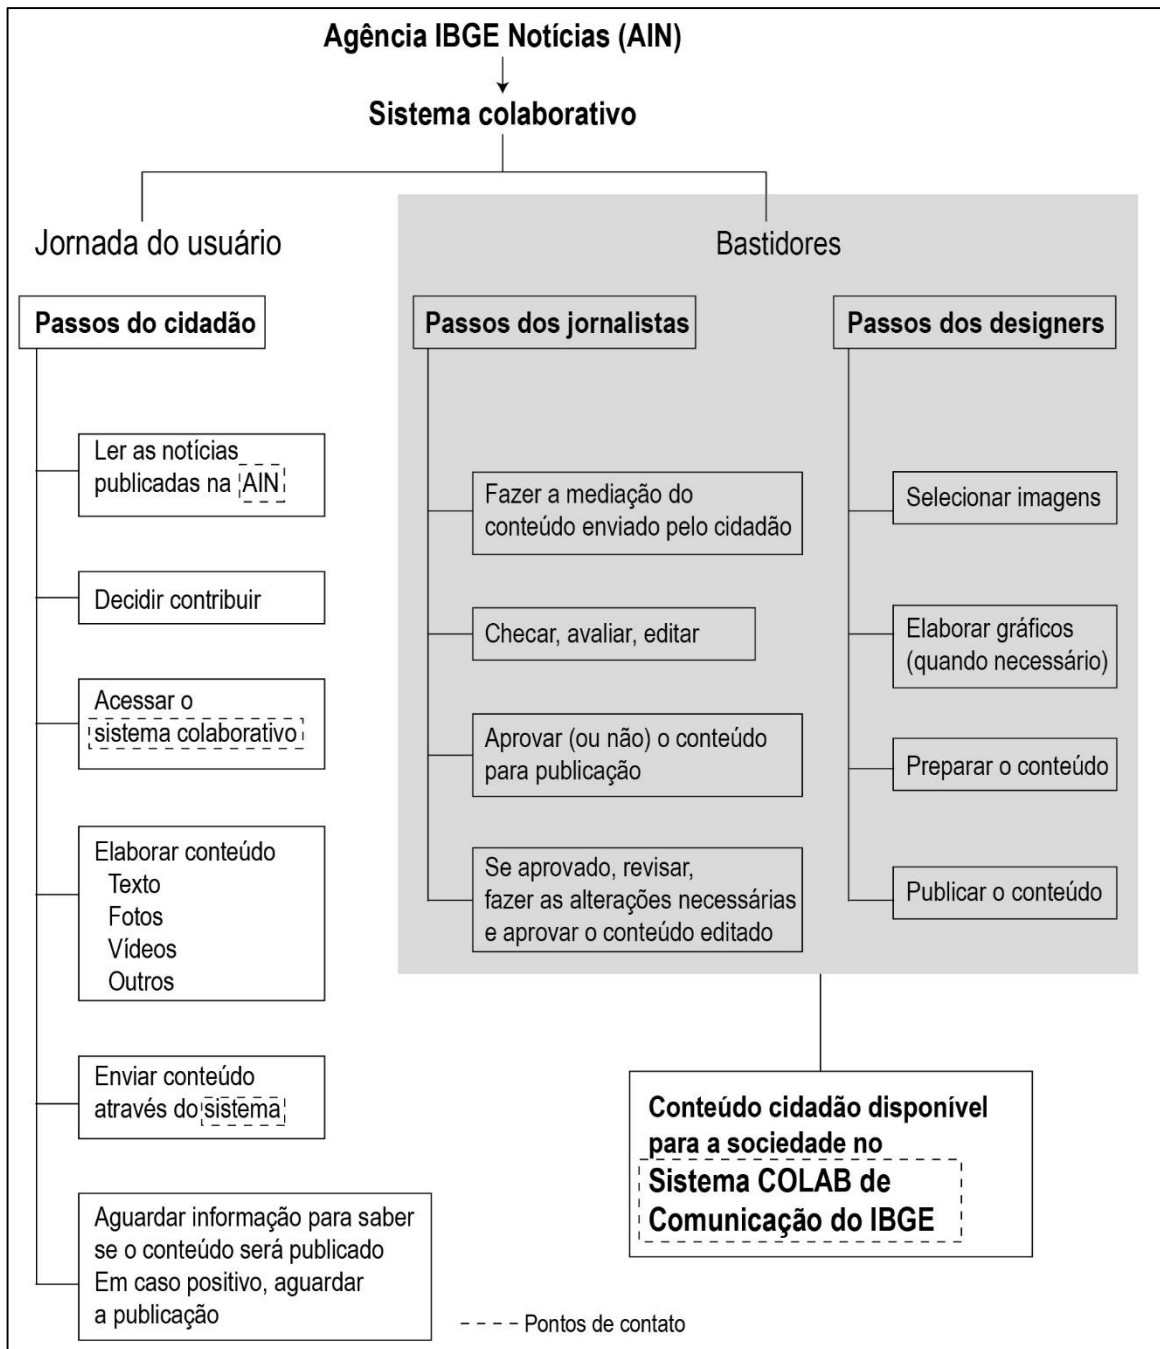 Agência IBGE Notícias (AIN)
Sistema colaborativo
Jornada do usuário
Bastidores
Passos do cidadão
Ler as notícias
publicadas na AIN
Decidir contribuir
Acessar o
sistema colaborativo
Elaborar conteúdo
Texto
Fotos
Vídeos
Outros
Enviar conteúdo
através do sistema
Aguardar informação para saber
se o conteúdo será publicado
Em caso positivo, aguardar
a publicação
Passos dos jornalistas
Fazer a mediação do
conteúdo enviado pelo cidadão
Checar, avaliar, editar
Aprovar (ou não) o conteúdo
para publicação
Se aprovado, revisar,
fazer as alterações necessárias
e aprovar o conteúdo editado
Passos dos designers
Selecionar imagens
Elaborar gráficos
(quando necessário)
Preparar o conteúdo
Publicar o conteúdo
Conteúdo cidadão disponível
para a sociedade no
Sistema COLAB de
Comunicação do IBGE
---- Pontos de contato